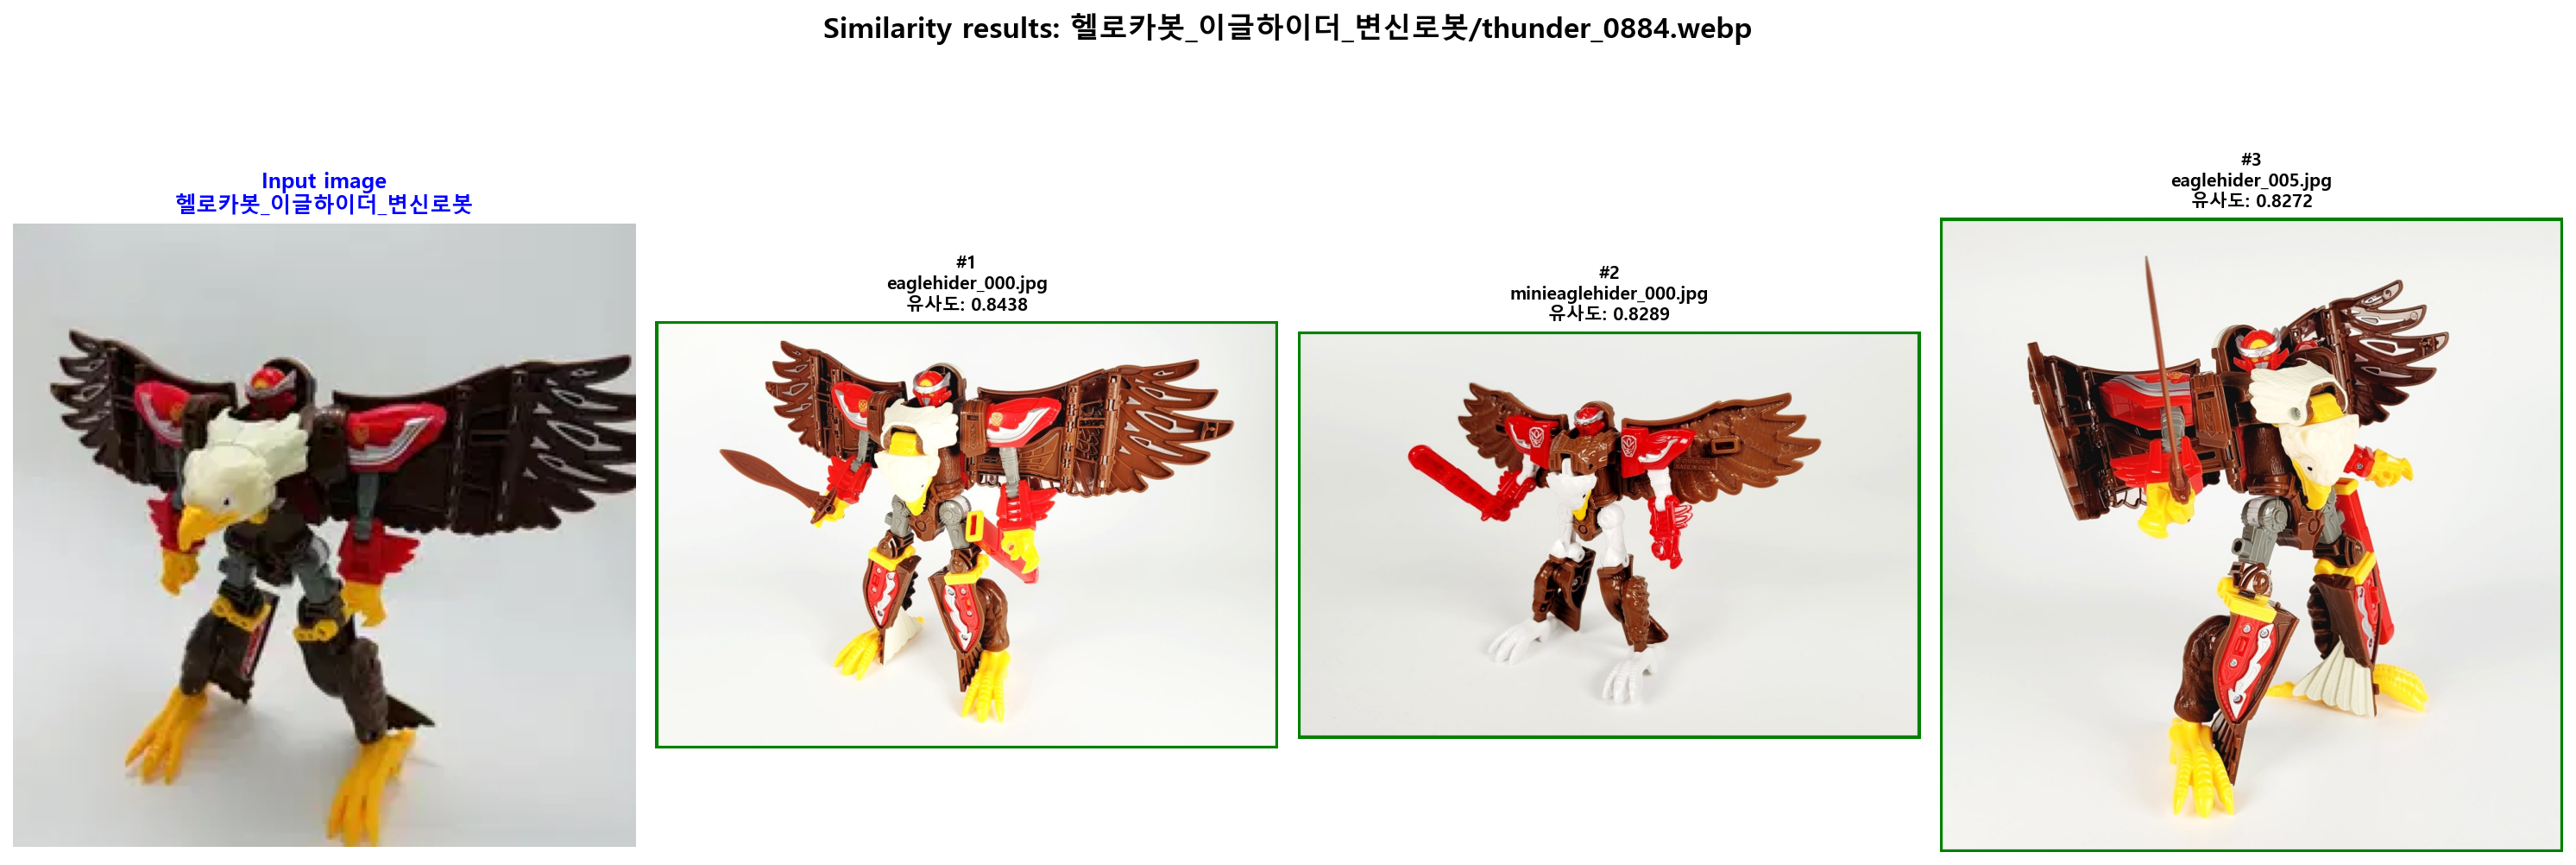 Similarity results: 헬로카봇_이글하이더_변신로봇/thunder_0884.webp
Input image
헬로카봇_이글하이더_변신로봇
#1
eaglehider_000.jpg
유사도: 0.8438
#2
minieaglehider_000.jpg
유사도: 0.8289
#3
eaglehider_005.jpg
유사도: 0.8272